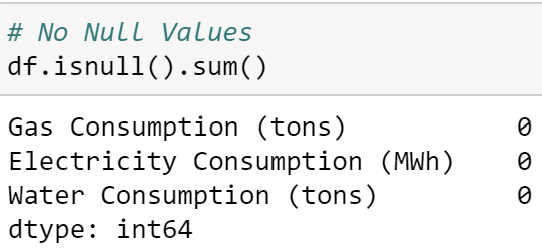 # No Null Values
df.isnull().sum()
Gas Consumption (tons) 0
Electricity Consumption (MWh) 0
Water Consumption (tons) 0
dtype: int64